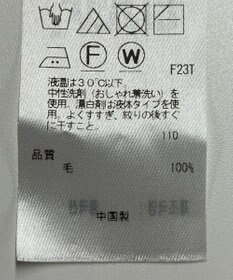 F
W
F23T
液温は30℃以下、
中性洗剤(おしゃれ着洗い)を
使用。漂白剤は液体タイプを使
用。よくすすぎ、絞りの後すぐ
に干すこと。
110
品質
毛 100%
中国製